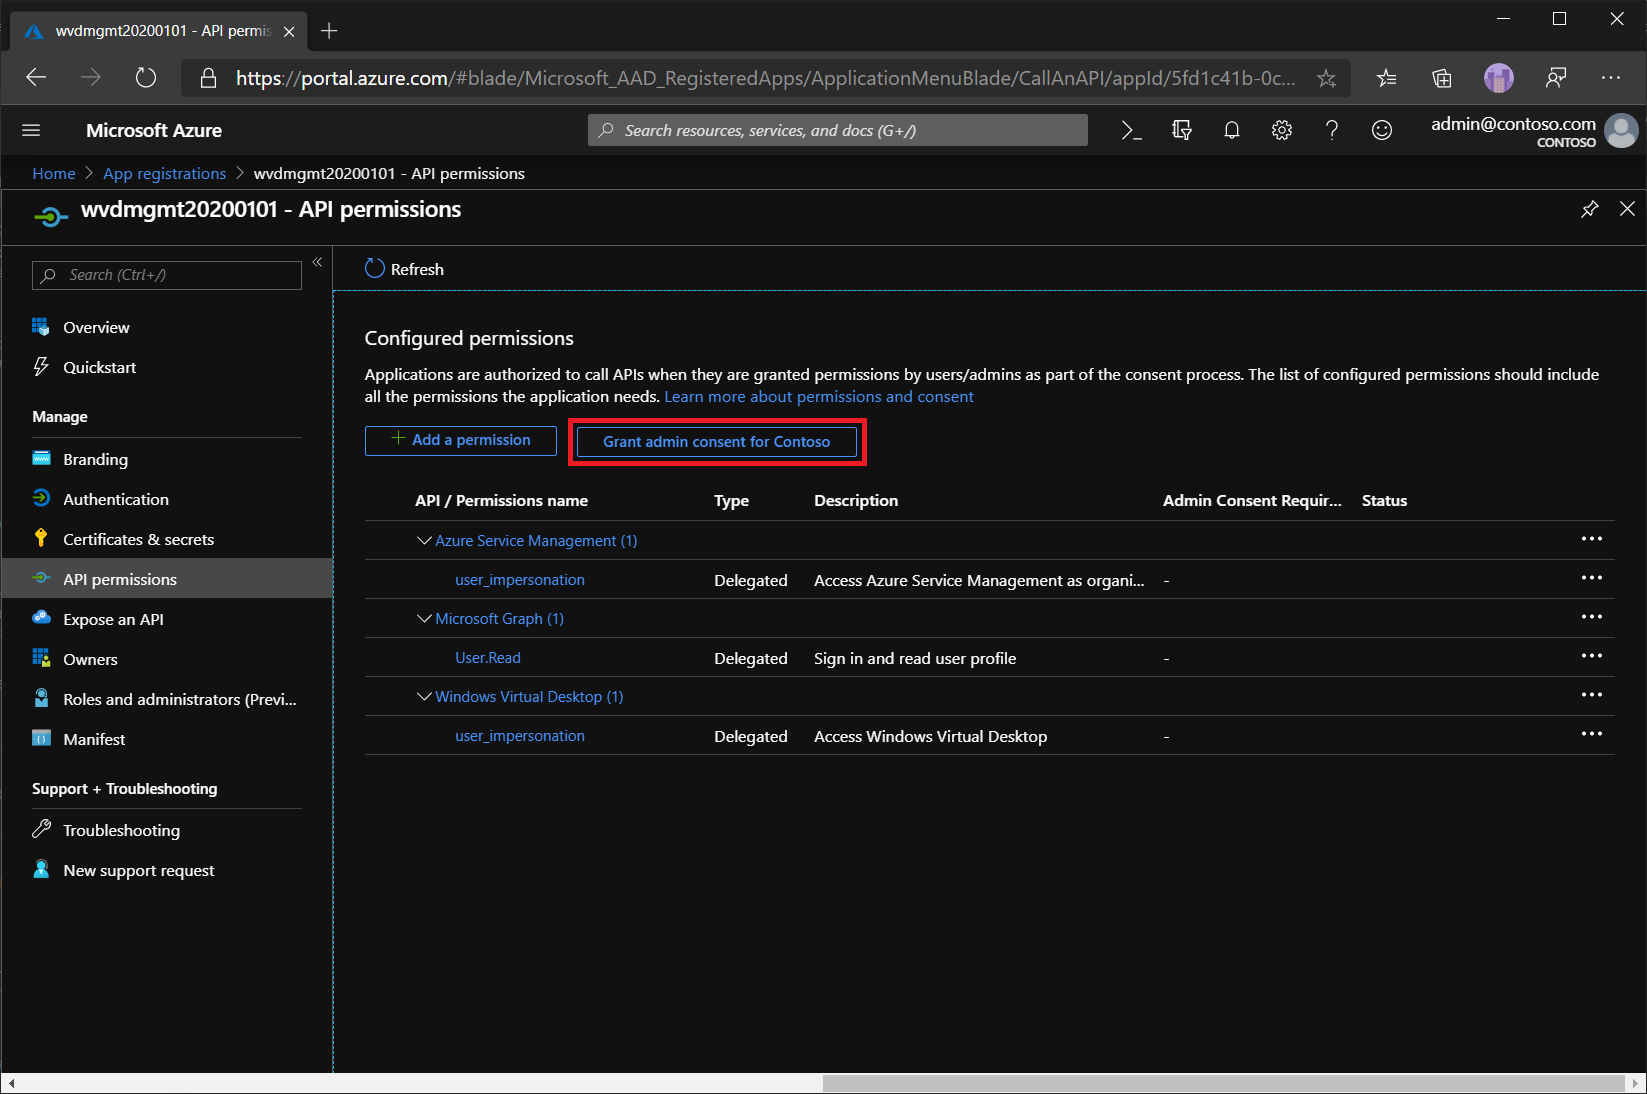 wvdmgmt20200101 - API permis
https://portal.azure.com/#blade/Microsoft_AAD_RegisteredApps/ApplicationMenuBlade/CallAnAPI/appId/5fd1c41b-0c...
Microsoft Azure
Search resources, services, and docs (G+/)
admin@contoso.com
CONTOSO
Home > App registrations > wvdmgmt20200101 - API permissions
wvdmgmt20200101 - API permissions
Search (Ctrl+/)
«
Overview
Quickstart
Manage
Branding
Authentication
Certificates & secrets
API permissions
Expose an API
Owners
Roles and administrators (Previ...
Manifest
Support + Troubleshooting
Troubleshooting
New support request
Refresh
Configured permissions
Applications are authorized to call APIs when they are granted permissions by users/admins as part of the consent process. The list of configured permissions should include
all the permissions the application needs. Learn more about permissions and consent
+ Add a permission
Grant admin consent for Contoso
API / Permissions name Type Description Admin Consent Requir... Status
Azure Service Management (1)
user_impersonation Delegated Access Azure Service Management as organi... -
Microsoft Graph (1)
User.Read Delegated Sign in and read user profile -
Windows Virtual Desktop (1)
user_impersonation Delegated Access Windows Virtual Desktop -